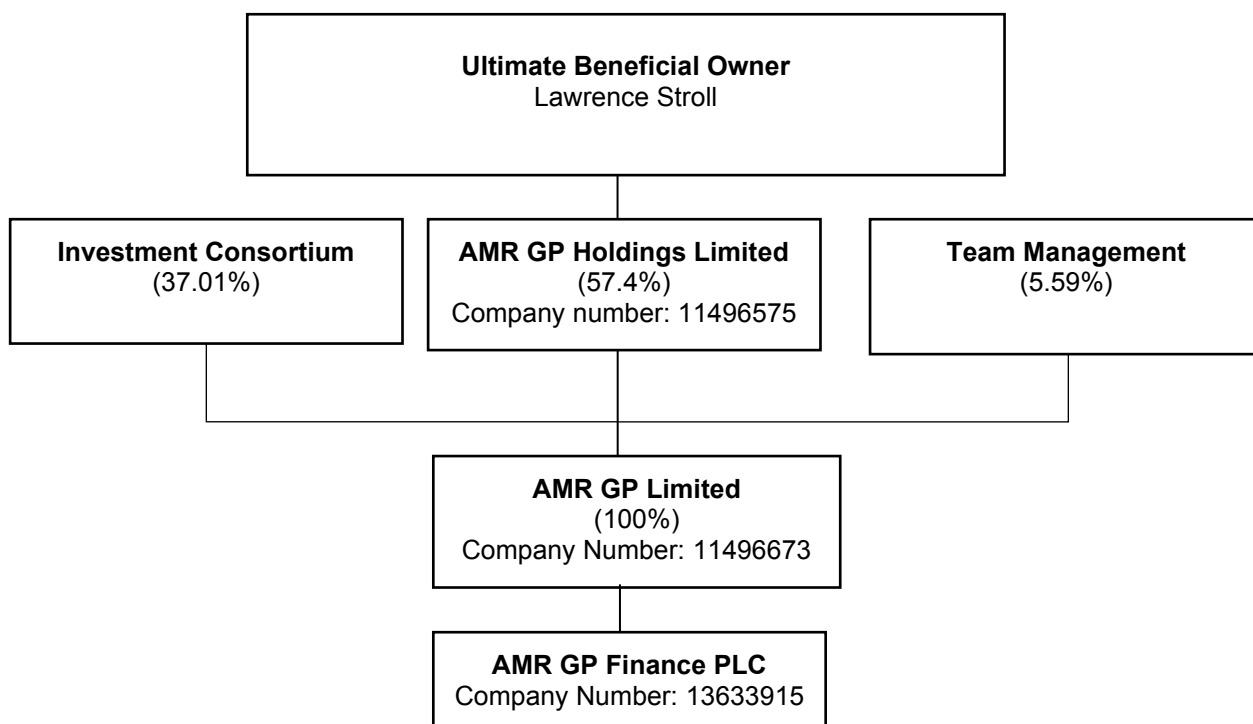 Ultimate Beneficial Owner
Lawrence Stroll
Investment Consortium
(37.01%)
AMR GP Holdings Limited
(57.4%)
Company number: 11496575
Team Management
(5.59%)
AMR GP Limited
(100%)
Company Number: 11496673
AMR GP Finance PLC
Company Number: 13633915